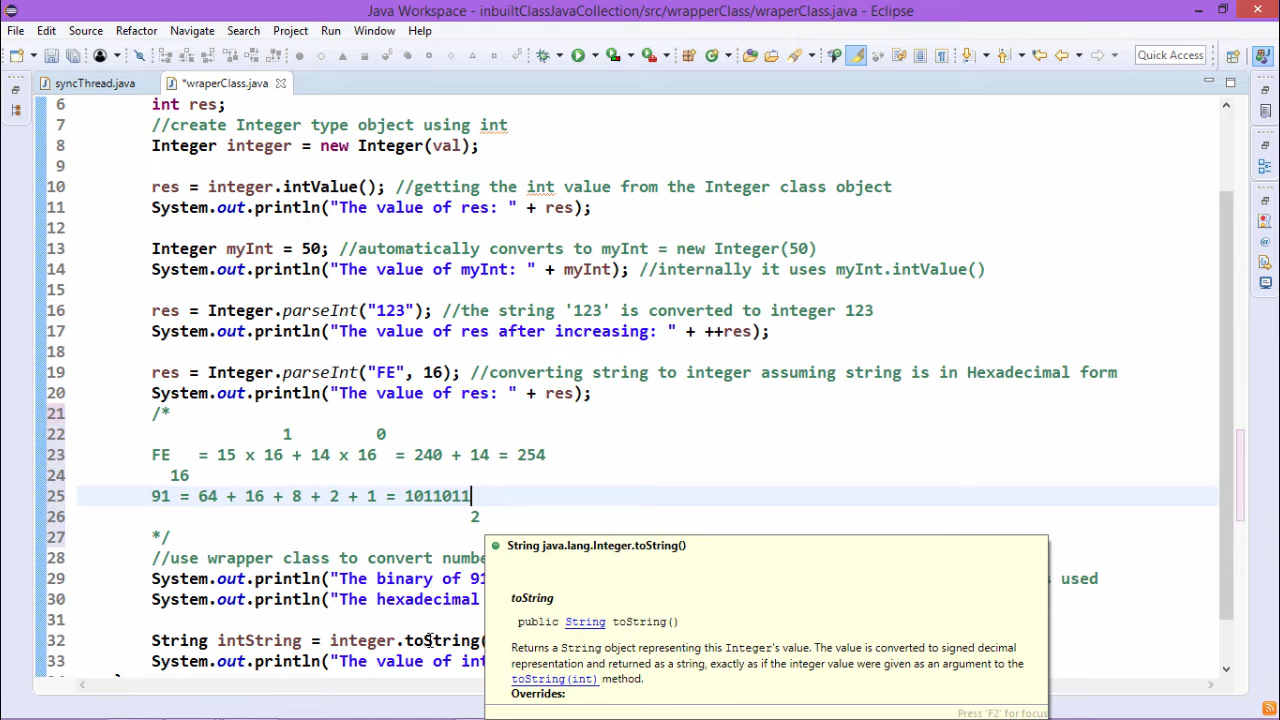 Java Workspace - inbuiltClassJavaCollection/src/wrapperClass/wraperClass.java - Eclipse
File Edit Source Refactor Navigate Search Project Run Window Help
Quick Access
syncThread.java *wraperClass.java
6 int res;
7 //create Integer type object using int
8 Integer integer = new Integer(val);
9
10 res = integer.intValue(); //getting the int value from the Integer class object
11 System.out.println("The value of res: " + res);
12
13 Integer myInt = 50; //automatically converts to myInt = new Integer(50)
14 System.out.println("The value of myInt: " + myInt); //internally it uses myInt.intValue()
15
16 res = Integer.parseInt("123"); //the string '123' is converted to integer 123
17 System.out.println("The value of res after increasing: " + ++res);
18
19 res = Integer.parseInt("FE", 16); //converting string to integer assuming string is in Hexadecimal form
20 System.out.println("The value of res: " + res);
21 /*
22 1 0
23 FE = 15 x 16 + 14 x 16 = 240 + 14 = 254
24 16
25 91 = 64 + 16 + 8 + 2 + 1 = 1011011
26 2
27 */
28 //use wrapper class to convert numbe
29 System.out.println("The binary of 91 s used
30 System.out.println("The hexadecimal
31
32 String intString = integer.toString(
33 System.out.println("The value of int
String java.lang.Integer.toString()
toString
public String toString()
Returns a String object representing this Integer's value. The value is converted to signed decimal
representation and returned as a string, exactly as if the integer value were given as an argument to the
toString(int) method.
Overrides:
Press 'F2' for focus